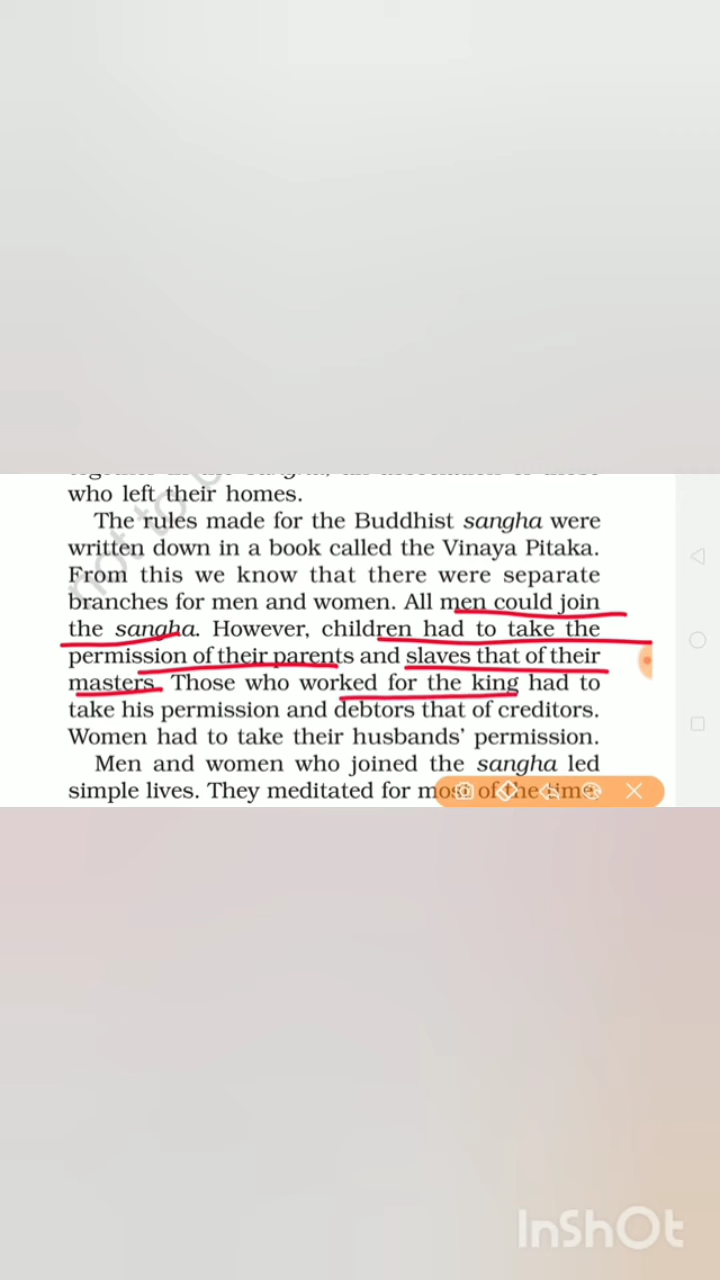 who left their homes.
The rules made for the Buddhist sangha were
written down in a book called the Vinaya Pitaka.
From this we know that there were separate
branches for men and women. All men could join
the sangha. However, children had to take the
permission of their parents and slaves that of their
masters. Those who worked for the king had to
take his permission and debtors that of creditors.
Women had to take their husbands' permission.
Men and women who joined the sangha led
simple lives. They meditated for most of the time,
InShOt